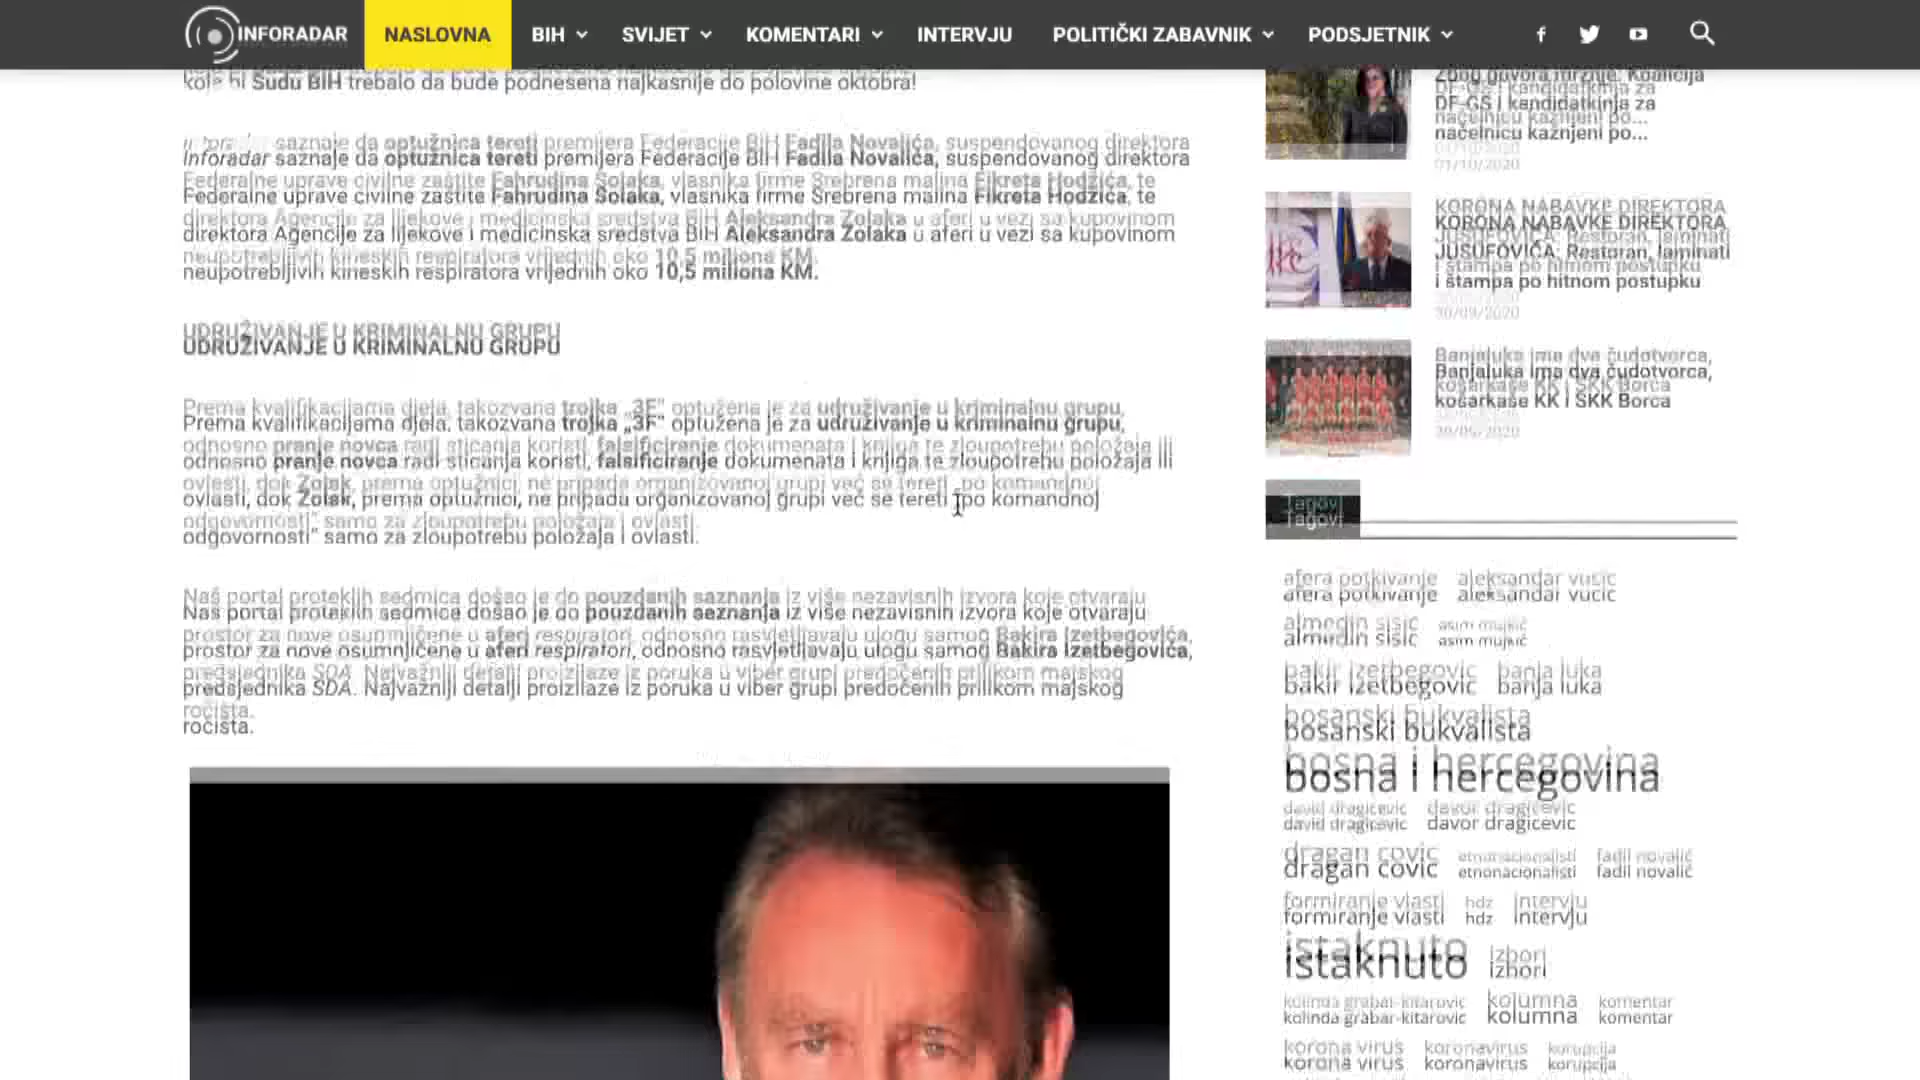 INFORADAR
NASLOVNA
BIH
SVIJET
KOMENTARI
INTERVJU
POLITIČKI ZABAVNIK
PODSJETNIK
koje bi Sudu BIH trebalo da bude podnesena najkasnije do polovine oktobra!
Inforadar saznaje da optužnica tereti premijera Federacije BIH Fadila Novalića, suspendovanog direktora
Federalne uprave civilne zaštite Fahrudina Solaka, vlasnika firme Srebrena malina Fikreta Hodžića, te
direktora Agencije za lijekove i medicinska sredstva BIH Aleksandra Zolaka u aferi u vezi sa kupovinom
neupotrebljivih kineskih respiratora vrijednih oko 10,5 miliona KM.
UDRUŽIVANJE U KRIMINALNU GRUPU
Prema kvalifikacijama djela, takozvana trojka „3F" optužena je za udruživanje u kriminalnu grupu,
odnosno pranje novca radi sticanja koristi, falsificiranje dokumenata i knjiga te zloupotrebu položaja ili
ovlasti, dok Zolak, prema optužnici, ne pripada organizovanoj grupi već se tereti „po komandnoj
odgovornosti" samo za zloupotrebu položaja i ovlasti.
Naš portal proteklih sedmica došao je do pouzdanih saznanja iz više nezavisnih izvora koje otvaraju
prostor za nove osumnjičene u aferi respiratori, odnosno rasvjetljavaju ulogu samog Bakira Izetbegovića,
predsjednika SDA. Najvažniji detalji proizilaze iz poruka u viber grupi predočenih prilikom majskog
ročišta.
Zbog govora mržnje: Koalicija
DF-GS i kandidatkinja za
načelnicu kažnjeni po...
01/10/2020
KORONA NABAVKE DIREKTORA
JUSUFOVIĆA: Restoran, laminati
i štampa po hitnom postupku
30/09/2020
Banjaluka ima dva čudotvorca,
košarkaše KK i SKK Borca
30/09/2020
Tagovi
afera potkivanje aleksandar vucic
almedin sisic asim mujkić
bakir izetbegovic banja luka
bosanski bukvalista
bosna i hercegovina
david dragicevic davor dragicevic
dragan covic etnonacionalisti fadil novalić
formiranje vlasti hdz intervju
istaknuto izbori
kolinda grabar-kitarovic kolumna komentar
korona virus koronavirus korupcija